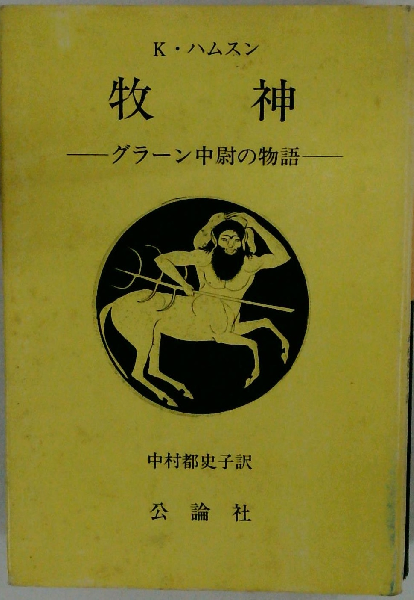 K・ハムスン
牧神
―グラーン中尉の物語―
中村都史子訳
公論社